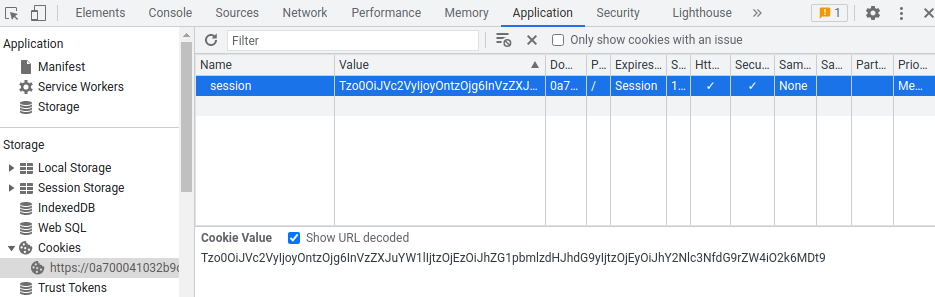 Elements Console Sources Network Performance Memory Application Security Lighthouse » 1
Application
Manifest
Service Workers
Storage
Storage
Local Storage
Session Storage
IndexedDB
Web SQL
Cookies
https://0a700041032b9c
Trust Tokens
Filter Only show cookies with an issue
Name Value Do... P... Expires... S... Htt... Secu... Sam... Sa... Part... Prio...
session Tzo0OiJVc2VyIjoyOntzOjg6InVzZXJ... 0a7... / Session 1... ✓ ✓ None Me...
Cookie Value Show URL decoded
Tzo0OiJVc2VyIjoyOntzOjg6InVzZXJuYW1lIjtzOjEzOiJhZG1pbmlzdHJhdG9yIjtzOjEyOiJhY2Nlc3NfdG9rZW4iO2k6MDt9